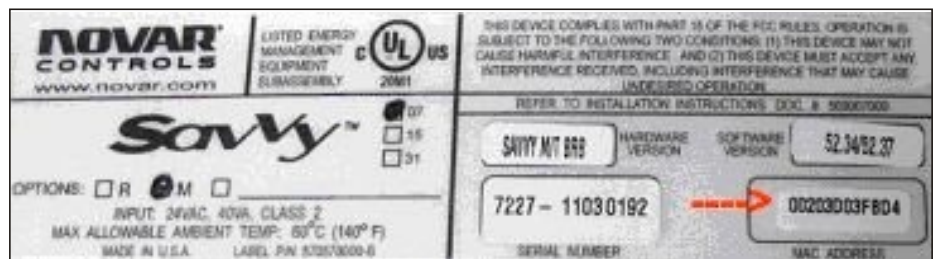 NOVAR
CONTROLS
www.novar.com
LISTED ENERGY
MANAGEMENT
EQUIPMENT
SUBASSEMBLY
C UL US
20M1
THIS DEVICE COMPLIES WITH PART 15 OF THE FCC RULES. OPERATION IS
SUBJECT TO THE FOLLOWING TWO CONDITIONS: (1) THIS DEVICE MAY NOT
CAUSE HARMFUL INTERFERENCE AND (2) THIS DEVICE MUST ACCEPT ANY
INTERFERENCE RECEIVED, INCLUDING INTERFERENCE THAT MAY CAUSE
UNDESIRED OPERATION
REFER TO INSTALLATION INSTRUCTIONS DOC. #
Savvy™
07
15
31
OPTIONS: R M
INPUT: 24VAC, 40VA, CLASS 2
MAX ALLOWABLE AMBIENT TEMP: 60°C (140° F)
MADE IN U.S.A. LABEL P/N
SAVVY M/T
HARDWARE
VERSION
SOFTWARE
VERSION
52.34/52.37
7227- 11030192
SERIAL NUMBER
00203D03FBD4
MAC ADDRESS